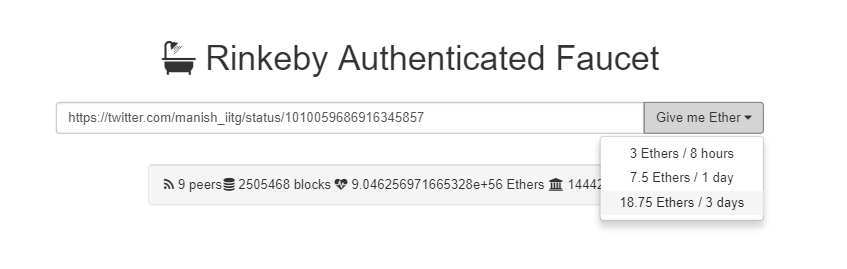 Rinkeby Authenticated Faucet
https://twitter.com/manish_iitg/status/1010059686916345857 Give me Ether
3 Ethers / 8 hours
7.5 Ethers / 1 day
18.75 Ethers / 3 days
9 peers 2505468 blocks 9.046256971665328e+56 Ethers 14442